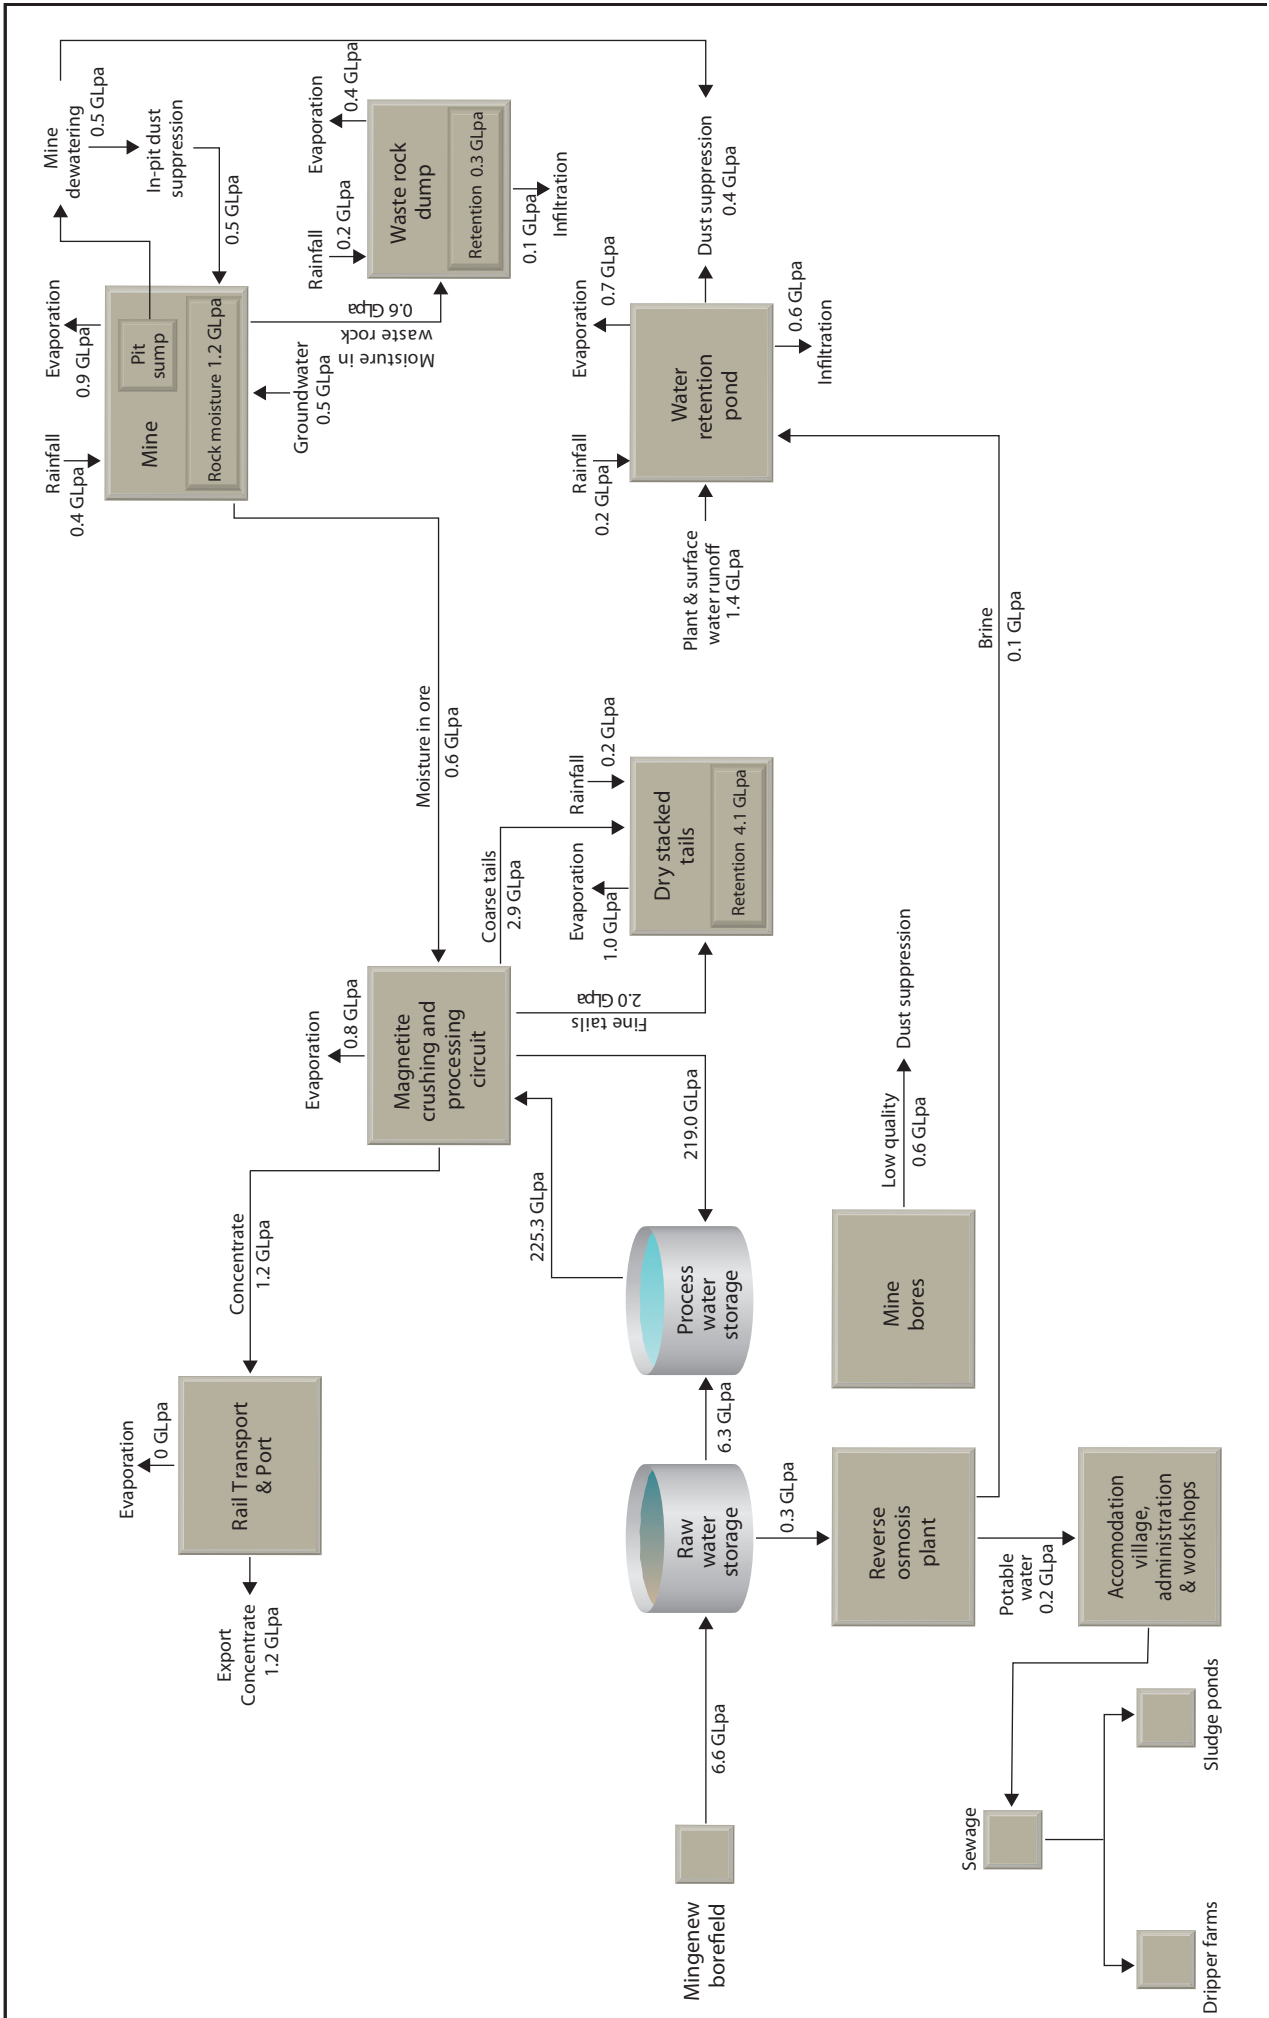 Mine
dewatering
0.5 GLpa
In-pit dust
suppression
0.5 GLpa
Evaporation
0.9 GLpa
Rainfall
0.4 GLpa
Mine
Pit
sump
Rock moisture 1.2 GLpa
Groundwater
0.5 GLpa
Moisture in
waste rock
0.6 GLpa
Evaporation
0.4 GLpa
Rainfall
0.2 GLpa
Waste rock
dump
Retention 0.3 GLpa
0.1 GLpa
Infiltration
Moisture in ore
0.6 GLpa
Evaporation
0 GLpa
Rail Transport
& Port
Export
Concentrate
1.2 GLpa
Concentrate
1.2 GLpa
Evaporation
0.8 GLpa
Magnetite
crushing and
processing
circuit
Coarse tails
2.9 GLpa
Fine tails
2.0 GLpa
Evaporation
1.0 GLpa
Rainfall
0.2 GLpa
Dry stacked
tails
Retention 4.1 GLpa
Rainfall
0.2 GLpa
Evaporation
0.7 GLpa
Plant & surface
water runoff
1.4 GLpa
Water
retention
pond
Dust suppression
0.4 GLpa
0.6 GLpa
Infiltration
225.3 GLpa
219.0 GLpa
Mingenew
borefield
6.6 GLpa
Raw
water
storage
6.3 GLpa
Process
water
storage
0.3 GLpa
Reverse
osmosis
plant
Mine
bores
Low quality
0.6 GLpa
Dust suppression
Brine
0.1 GLpa
Potable
water
0.2 GLpa
Accomodation
village,
administration
& workshops
Sewage
Dripper farms
Sludge ponds